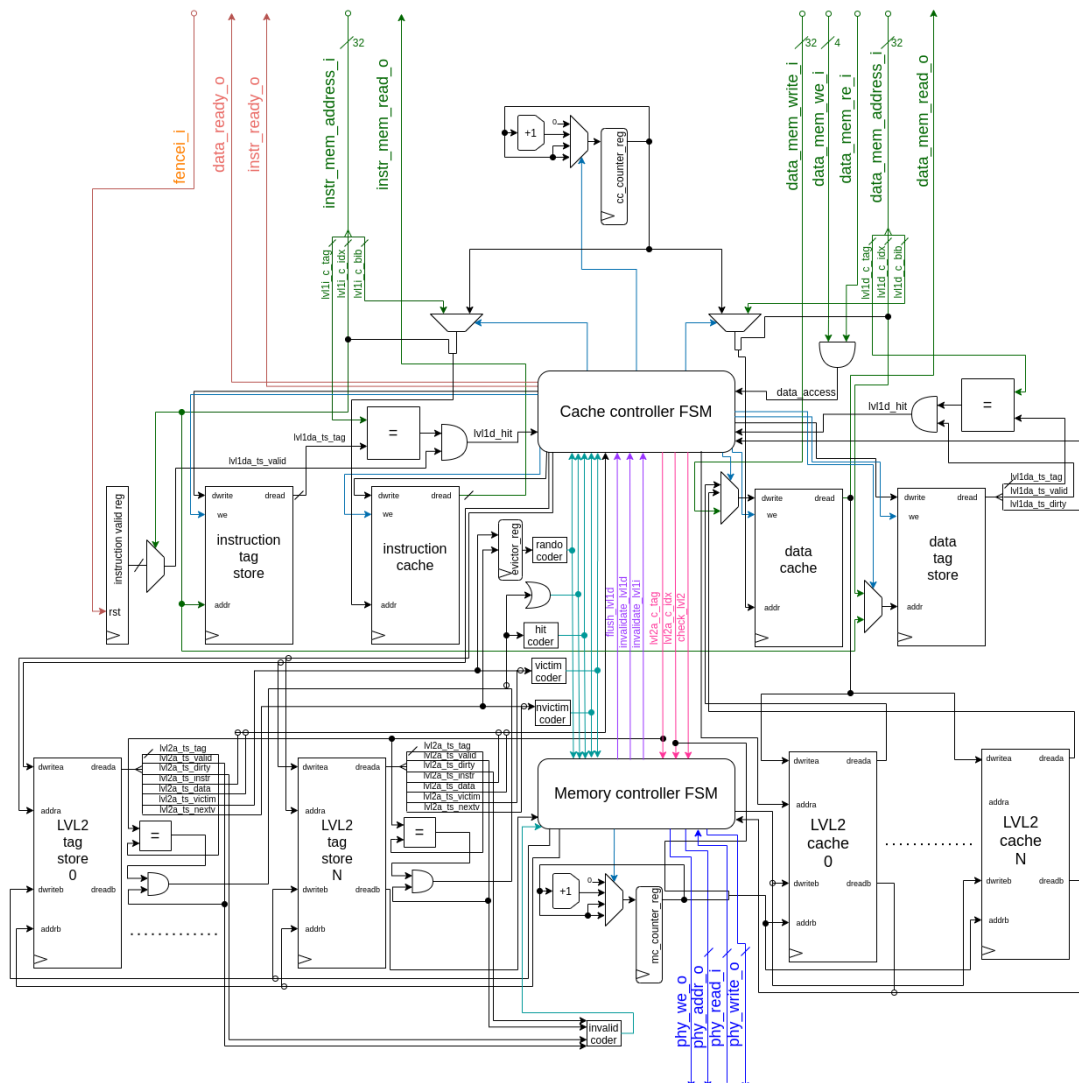 32
32
4
32
fencei_i
data_ready_o
instr_ready_o
instr_mem_address_i
instr_mem_read_o
data_mem_write_i
data_mem_we_i
data_mem_re_i
data_mem_address_i
data_mem_read_o
+1
0
cc_counter_reg
lvl1i_c_tag
lvl1i_c_idx
lvl1i_c_bib
lvl1d_c_tag
lvl1d_c_idx
lvl1d_c_bib
Cache controller FSM
data_access
lvl1d_hit
=
=
lvl1d_hit
lvl1da_ts_tag
lvl1da_ts_valid
lvl1da_ts_tag
lvl1da_ts_valid
lvl1da_ts_dirty
instruction valid reg
rst
dwrite
dread
we
instruction
tag
store
addr
dwrite
dread
we
instruction
cache
addr
evictor_reg
rando
coder
hit
coder
victim
coder
nvictim
coder
flush_lvl1d
invalidate_lvl1d
invalidate_lvl1i
lvl2a_c_tag
lvl2a_c_idx
check_lvl2
dwrite
dread
we
data
cache
addr
dwrite
dread
we
data
tag
store
addr
dwritea
dreada
addra
LVL2
tag
store
0
dwriteb
dreadb
addrb
lvl2a_ts_tag
lvl2a_ts_valid
lvl2a_ts_dirty
lvl2a_ts_instr
lvl2a_ts_data
lvl2a_ts_victim
lvl2a_ts_nextv
=
dwritea
dreada
addra
LVL2
tag
store
N
dwriteb
dreadb
addrb
lvl2a_ts_tag
lvl2a_ts_valid
lvl2a_ts_dirty
lvl2a_ts_instr
lvl2a_ts_data
lvl2a_ts_victim
lvl2a_ts_nextv
=
Memory controller FSM
+1
0
mc_counter_reg
dwritea
dreada
addra
LVL2
cache
0
dwriteb
dreadb
addrb
dwritea
dreada
addra
LVL2
cache
N
dwriteb
dreadb
addrb
invalid
coder
phy_we_o
phy_addr_o
phy_read_i
phy_write_o